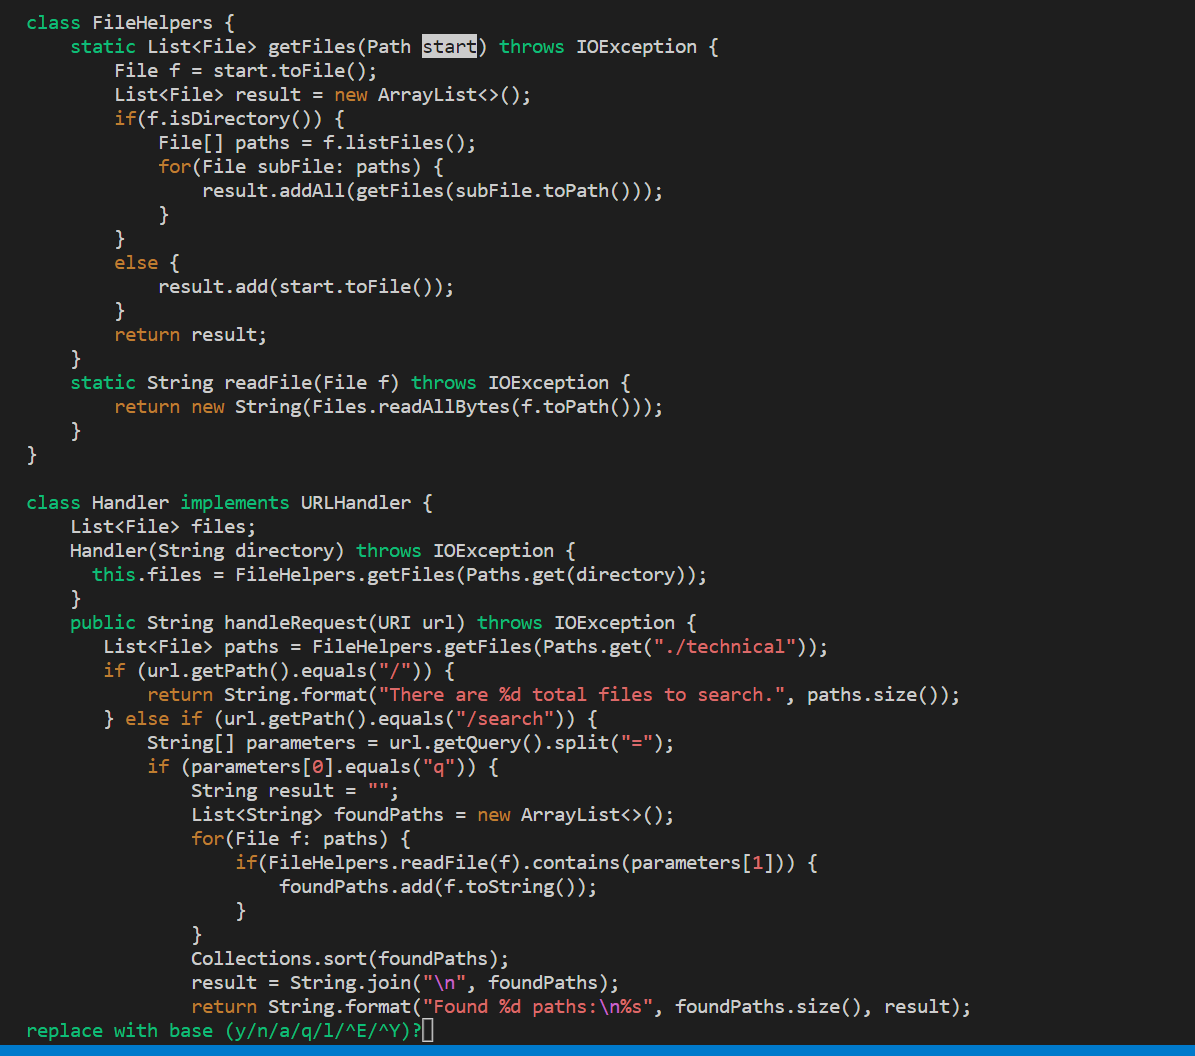 class FileHelpers {
    static List<File> getFiles(Path start) throws IOException {
        File f = start.toFile();
        List<File> result = new ArrayList<>();
        if(f.isDirectory()) {
            File[] paths = f.listFiles();
            for(File subFile: paths) {
                result.addAll(getFiles(subFile.toPath()));
            }
        }
        else {
            result.add(start.toFile());
        }
        return result;
    }
    static String readFile(File f) throws IOException {
        return new String(Files.readAllBytes(f.toPath()));
    }
}

class Handler implements URLHandler {
    List<File> files;
    Handler(String directory) throws IOException {
      this.files = FileHelpers.getFiles(Paths.get(directory));
    }
    public String handleRequest(URI url) throws IOException {
       List<File> paths = FileHelpers.getFiles(Paths.get("./technical"));
       if (url.getPath().equals("/")) {
           return String.format("There are %d total files to search.", paths.size());
       } else if (url.getPath().equals("/search")) {
           String[] parameters = url.getQuery().split("=");
           if (parameters[0].equals("q")) {
               String result = "";
               List<String> foundPaths = new ArrayList<>();
               for(File f: paths) {
                   if(FileHelpers.readFile(f).contains(parameters[1])) {
                       foundPaths.add(f.toString());
                   }
               }
               Collections.sort(foundPaths);
               result = String.join("\n", foundPaths);
               return String.format("Found %d paths:\n%s", foundPaths.size(), result);
replace with base (y/n/a/q/l/^E/^Y)?